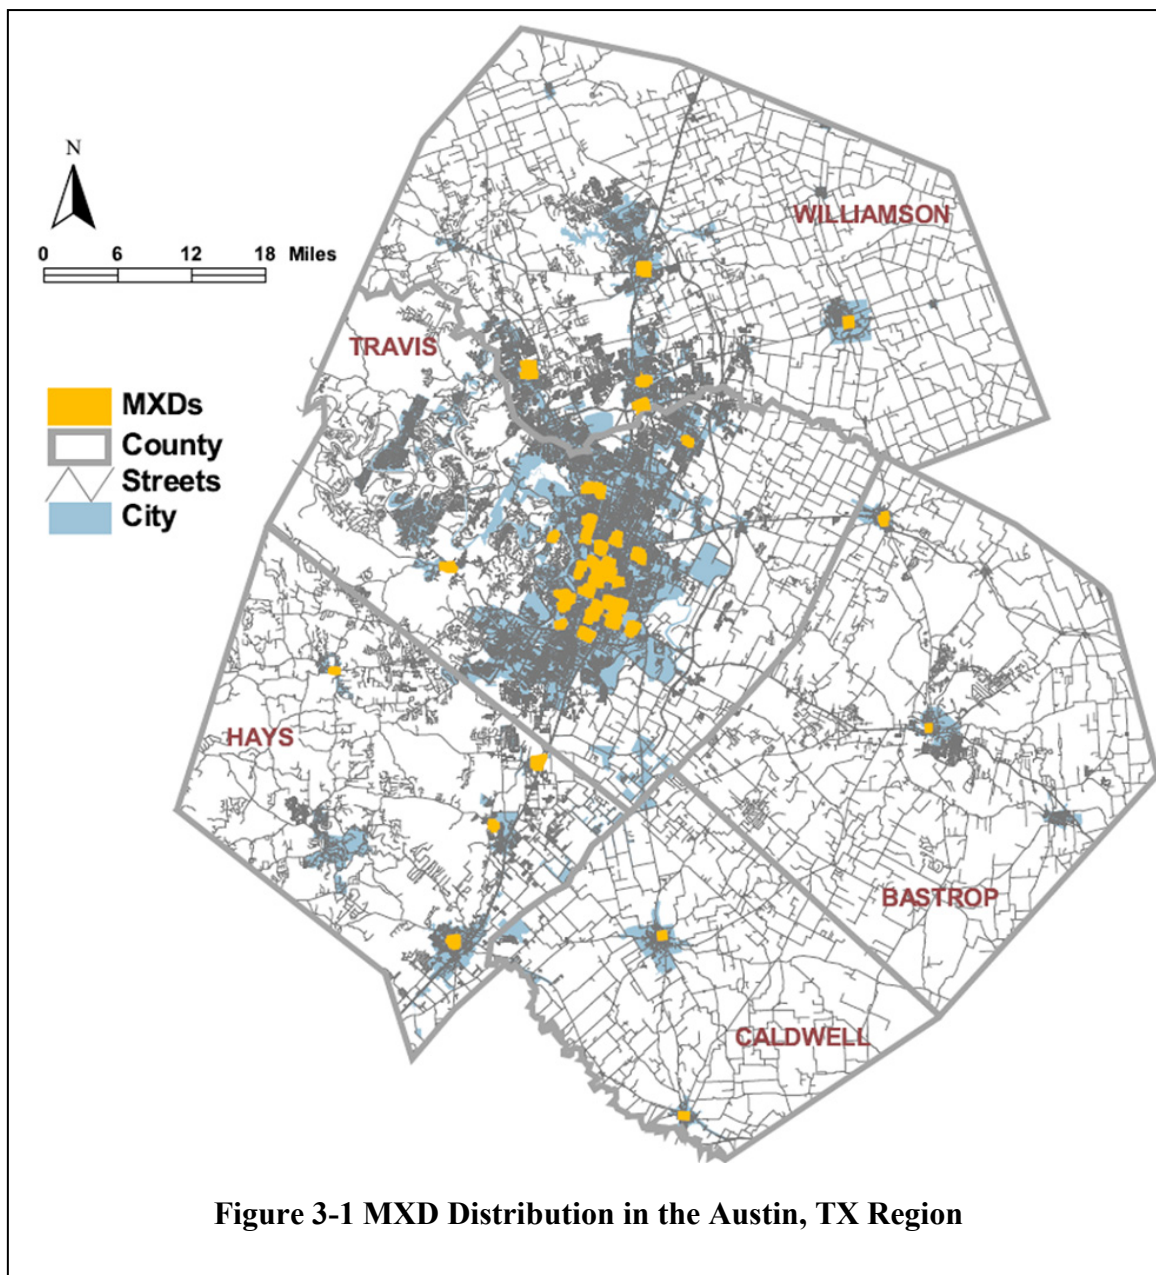 N
0 6 12 18 Miles
WILLIAMSON
TRAVIS
MXDs
County
Streets
City
HAYS
BASTROP
CALDWELL
Figure 3-1 MXD Distribution in the Austin, TX Region